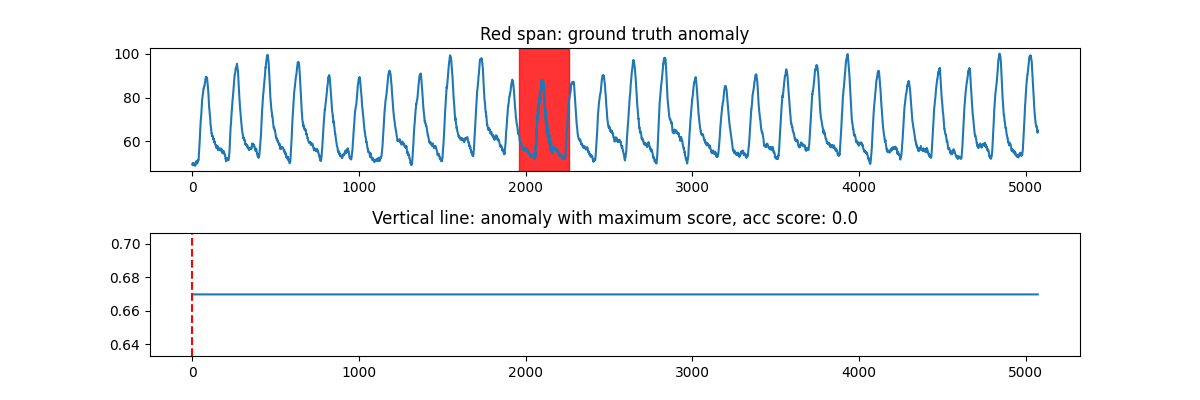 Red span: ground truth anomaly
100
80
60
0 1000 2000 3000 4000 5000
Vertical line: anomaly with maximum score, acc score: 0.0
0.70
0.68
0.66
0.64
0 1000 2000 3000 4000 5000